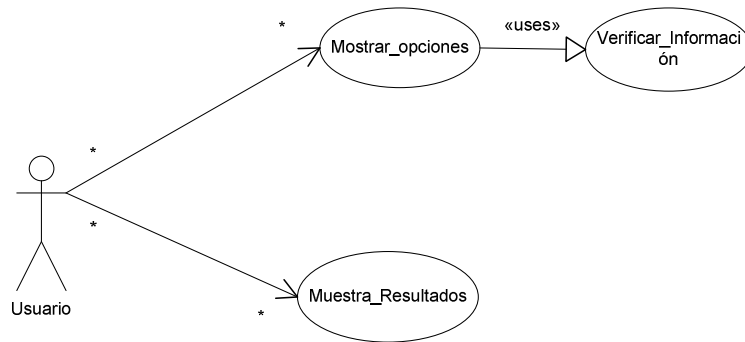 *
«uses»
Mostrar_opciones
Verificar_Informaci
ón
*
*
Usuario
Muestra_Resultados
*